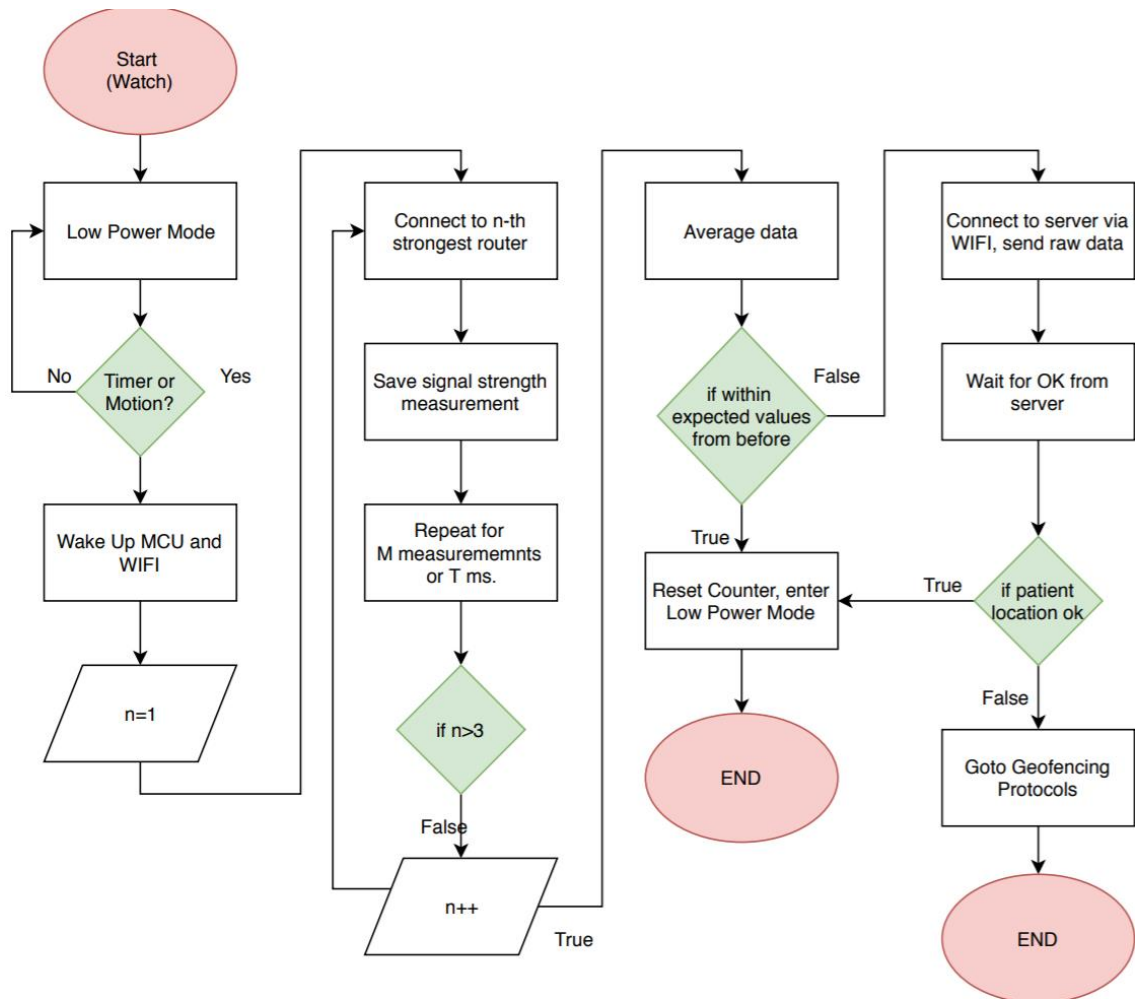 Start
(Watch)
Low Power Mode
No
Timer or
Motion?
Yes
Wake Up MCU and
WIFI
n=1
Connect to n-th
strongest router
Save signal strength
measurement
Repeat for
M measurememnts
or T ms.
if n>3
False
n++
True
Average data
if within
expected values
from before
False
True
Reset Counter, enter
Low Power Mode
END
Connect to server via
WIFI, send raw data
Wait for OK from
server
if patient
location ok
True
False
Goto Geofencing
Protocols
END